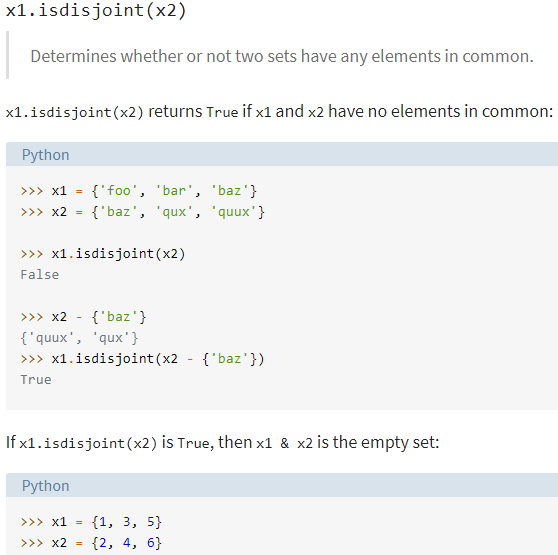 x1.isdisjoint(x2)
Determines whether or not two sets have any elements in common.
x1.isdisjoint(x2) returns True if x1 and x2 have no elements in common:
Python
>>> x1 = {'foo', 'bar', 'baz'}
>>> x2 = {'baz', 'qux', 'quux'}
>>> x1.isdisjoint(x2)
False
>>> x2 - {'baz'}
{'quux', 'qux'}
>>> x1.isdisjoint(x2 - {'baz'})
True
If x1.isdisjoint(x2) is True, then x1 & x2 is the empty set:
Python
>>> x1 = {1, 3, 5}
>>> x2 = {2, 4, 6}